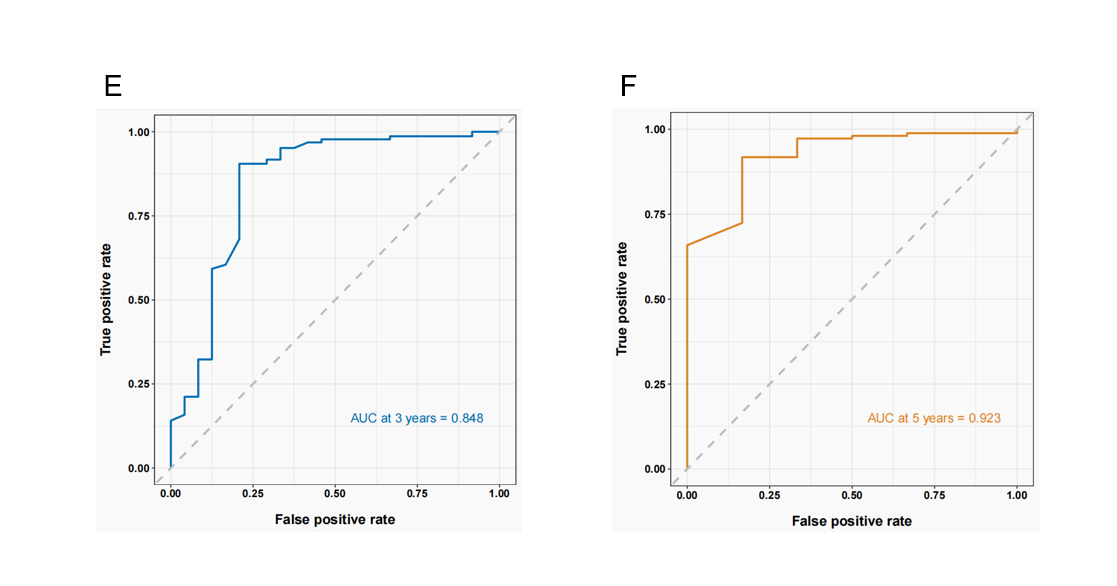 E
1.00
0.75
0.50
0.25
0.00
True positive rate
AUC at 3 years = 0.848
0.00 0.25 0.50 0.75 1.00
False positive rate
F
1.00
0.75
0.50
0.25
0.00
True positive rate
AUC at 5 years = 0.923
0.00 0.25 0.50 0.75 1.00
False positive rate